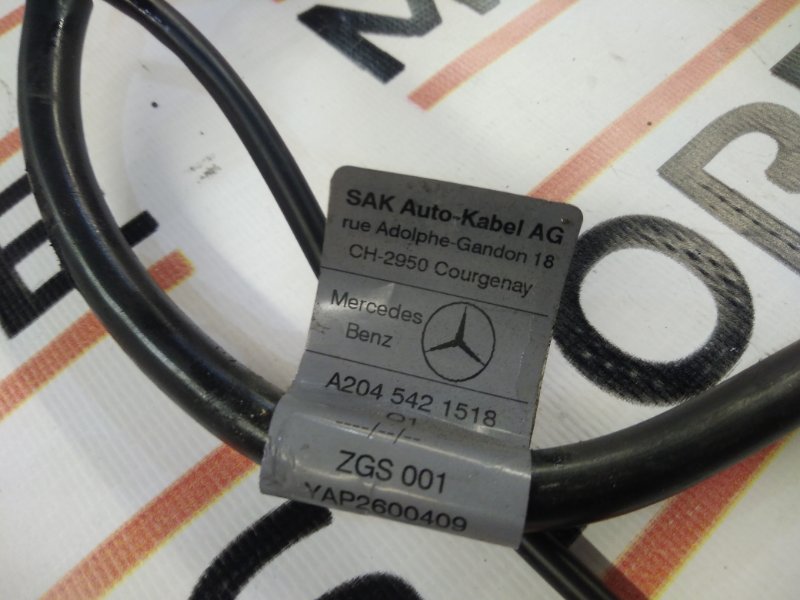 SAK Auto-Kabel AG
rue Adolphe-Gandon 18
CH-2950 Courgenay
Mercedes
Benz
A204 542 1518
01
----/--/--
ZGS 001
YAP2600409